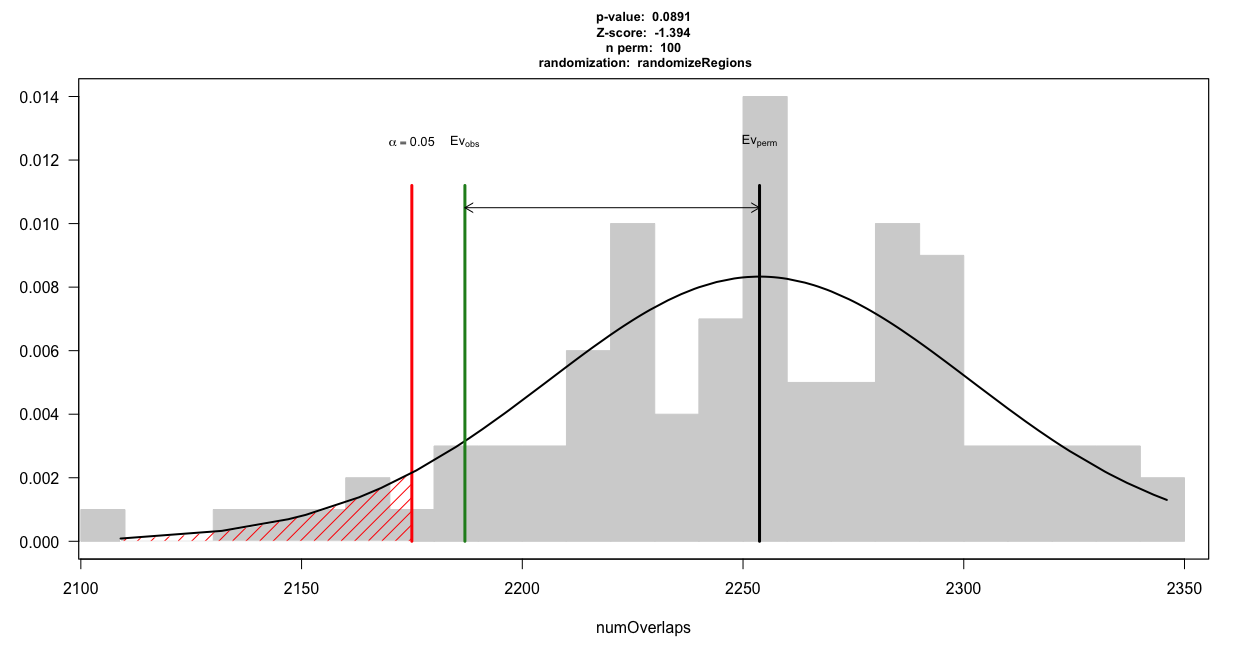 p-value: 0.0891
Z-score: -1.394
n perm: 100
randomization: randomizeRegions
0.014
0.012
0.010
0.008
0.006
0.004
0.002
0.000
α = 0.05
Evobs
Evperm
2100
2150
2200
2250
2300
2350
numOverlaps